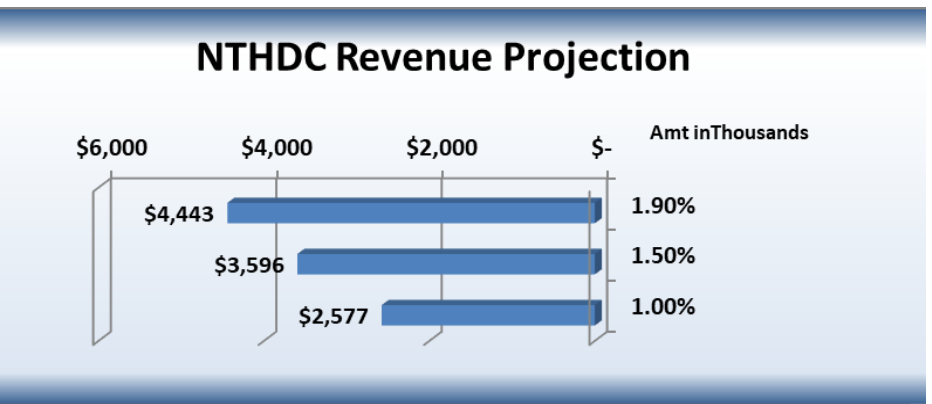 NTHDC Revenue Projection
$6,000 $4,000 $2,000 $- Amt inThousands
$4,443 1.90%
$3,596 1.50%
$2,577 1.00%